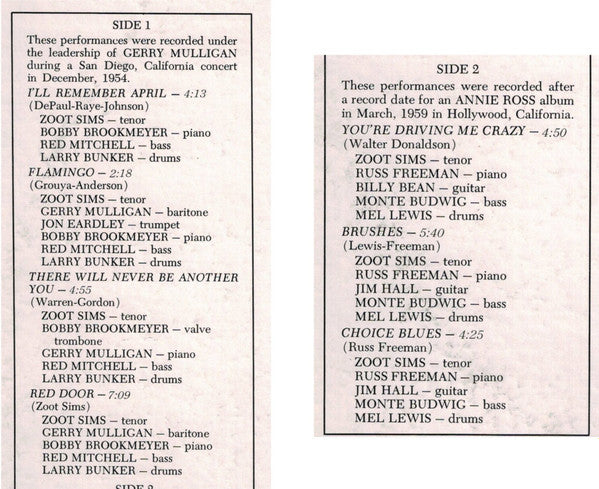 SIDE 1
These performances were recorded under
the leadership of GERRY MULLIGAN
during a San Diego, California concert
in December, 1954.
I'LL REMEMBER APRIL — 4:13
(DePaul-Raye-Johnson)
ZOOT SIMS — tenor
BOBBY BROOKMEYER — piano
RED MITCHELL — bass
LARRY BUNKER — drums
FLAMINGO — 2:18
(Grouya-Anderson)
ZOOT SIMS — tenor
GERRY MULLIGAN — baritone
JON EARDLEY — trumpet
BOBBY BROOKMEYER — piano
RED MITCHELL — bass
LARRY BUNKER — drums
THERE WILL NEVER BE ANOTHER
YOU — 4:55
(Warren-Gordon)
ZOOT SIMS — tenor
BOBBY BROOKMEYER — valve
trombone
GERRY MULLIGAN — piano
RED MITCHELL — bass
LARRY BUNKER — drums
RED DOOR — 7:09
(Zoot Sims)
ZOOT SIMS — tenor
GERRY MULLIGAN — baritone
BOBBY BROOKMEYER — piano
RED MITCHELL — bass
LARRY BUNKER — drums
SIDE 2
SIDE 2
These performances were recorded after
a record date for an ANNIE ROSS album
in March, 1959 in Hollywood, California.
YOU'RE DRIVING ME CRAZY — 4:50
(Walter Donaldson)
ZOOT SIMS — tenor
RUSS FREEMAN — piano
BILLY BEAN — guitar
MONTE BUDWIG — bass
MEL LEWIS — drums
BRUSHES — 5:40
(Lewis-Freeman)
ZOOT SIMS — tenor
RUSS FREEMAN — piano
JIM HALL — guitar
MONTE BUDWIG — bass
MEL LEWIS — drums
CHOICE BLUES — 4:25
(Russ Freeman)
ZOOT SIMS — tenor
RUSS FREEMAN — piano
JIM HALL — guitar
MONTE BUDWIG — bass
MEL LEWIS — drums